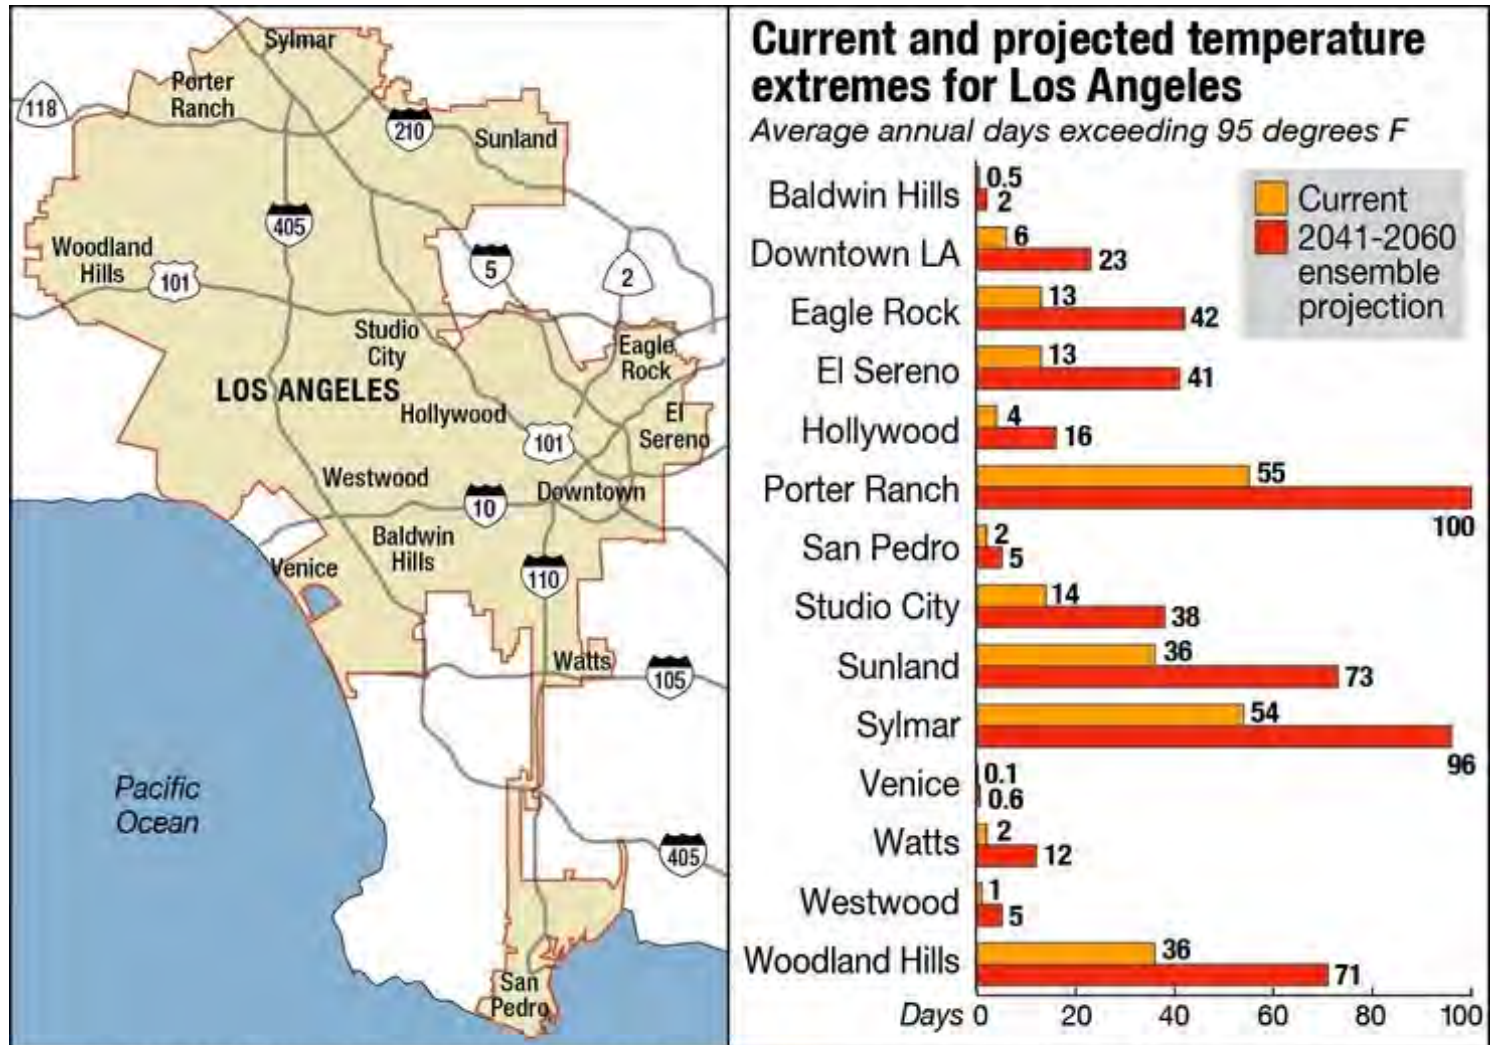 Sylmar
Porter
Ranch
118
210
Sunland
405
Woodland
Hills
101
5
2
Studio
City
Eagle
Rock
LOS ANGELES
Hollywood
El
Sereno
101
Westwood
10
Downtown
Baldwin
Hills
Venice
110
Watts
105
Pacific
Ocean
405
San
Pedro
Current and projected temperature
extremes for Los Angeles
Average annual days exceeding 95 degrees F
Current
2041-2060
ensemble
projection
Baldwin Hills 0.5
2
Downtown LA 6
23
Eagle Rock 13
42
El Sereno 13
41
Hollywood 4
16
Porter Ranch 55
100
San Pedro 2
5
Studio City 14
38
Sunland 36
73
Sylmar 54
96
Venice 0.1
0.6
Watts 2
12
Westwood 1
5
Woodland Hills 36
71
Days 0 20 40 60 80 100